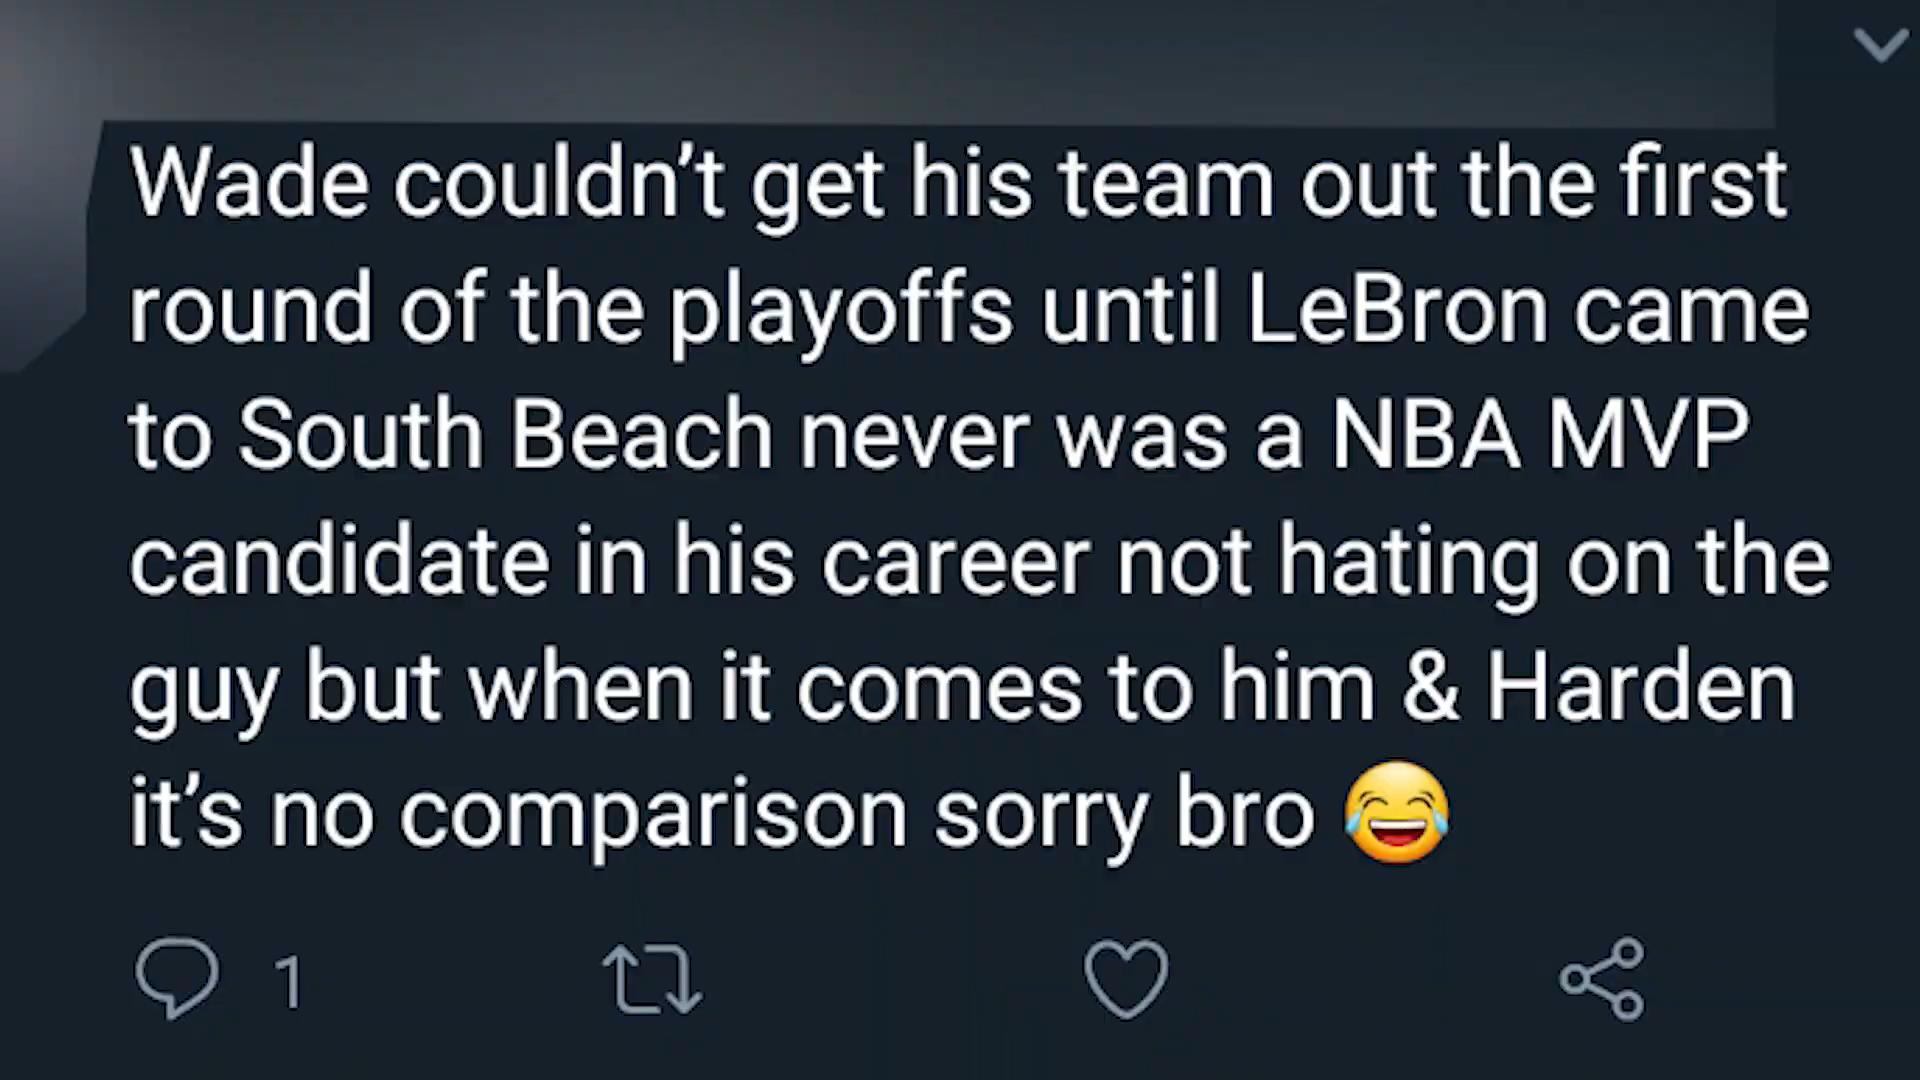 Wade couldn’t get his team out the first
round of the playoffs until LeBron came
to South Beach never was a NBA MVP
candidate in his career not hating on the
guy but when it comes to him & Harden
it’s no comparison sorry bro 😂
1